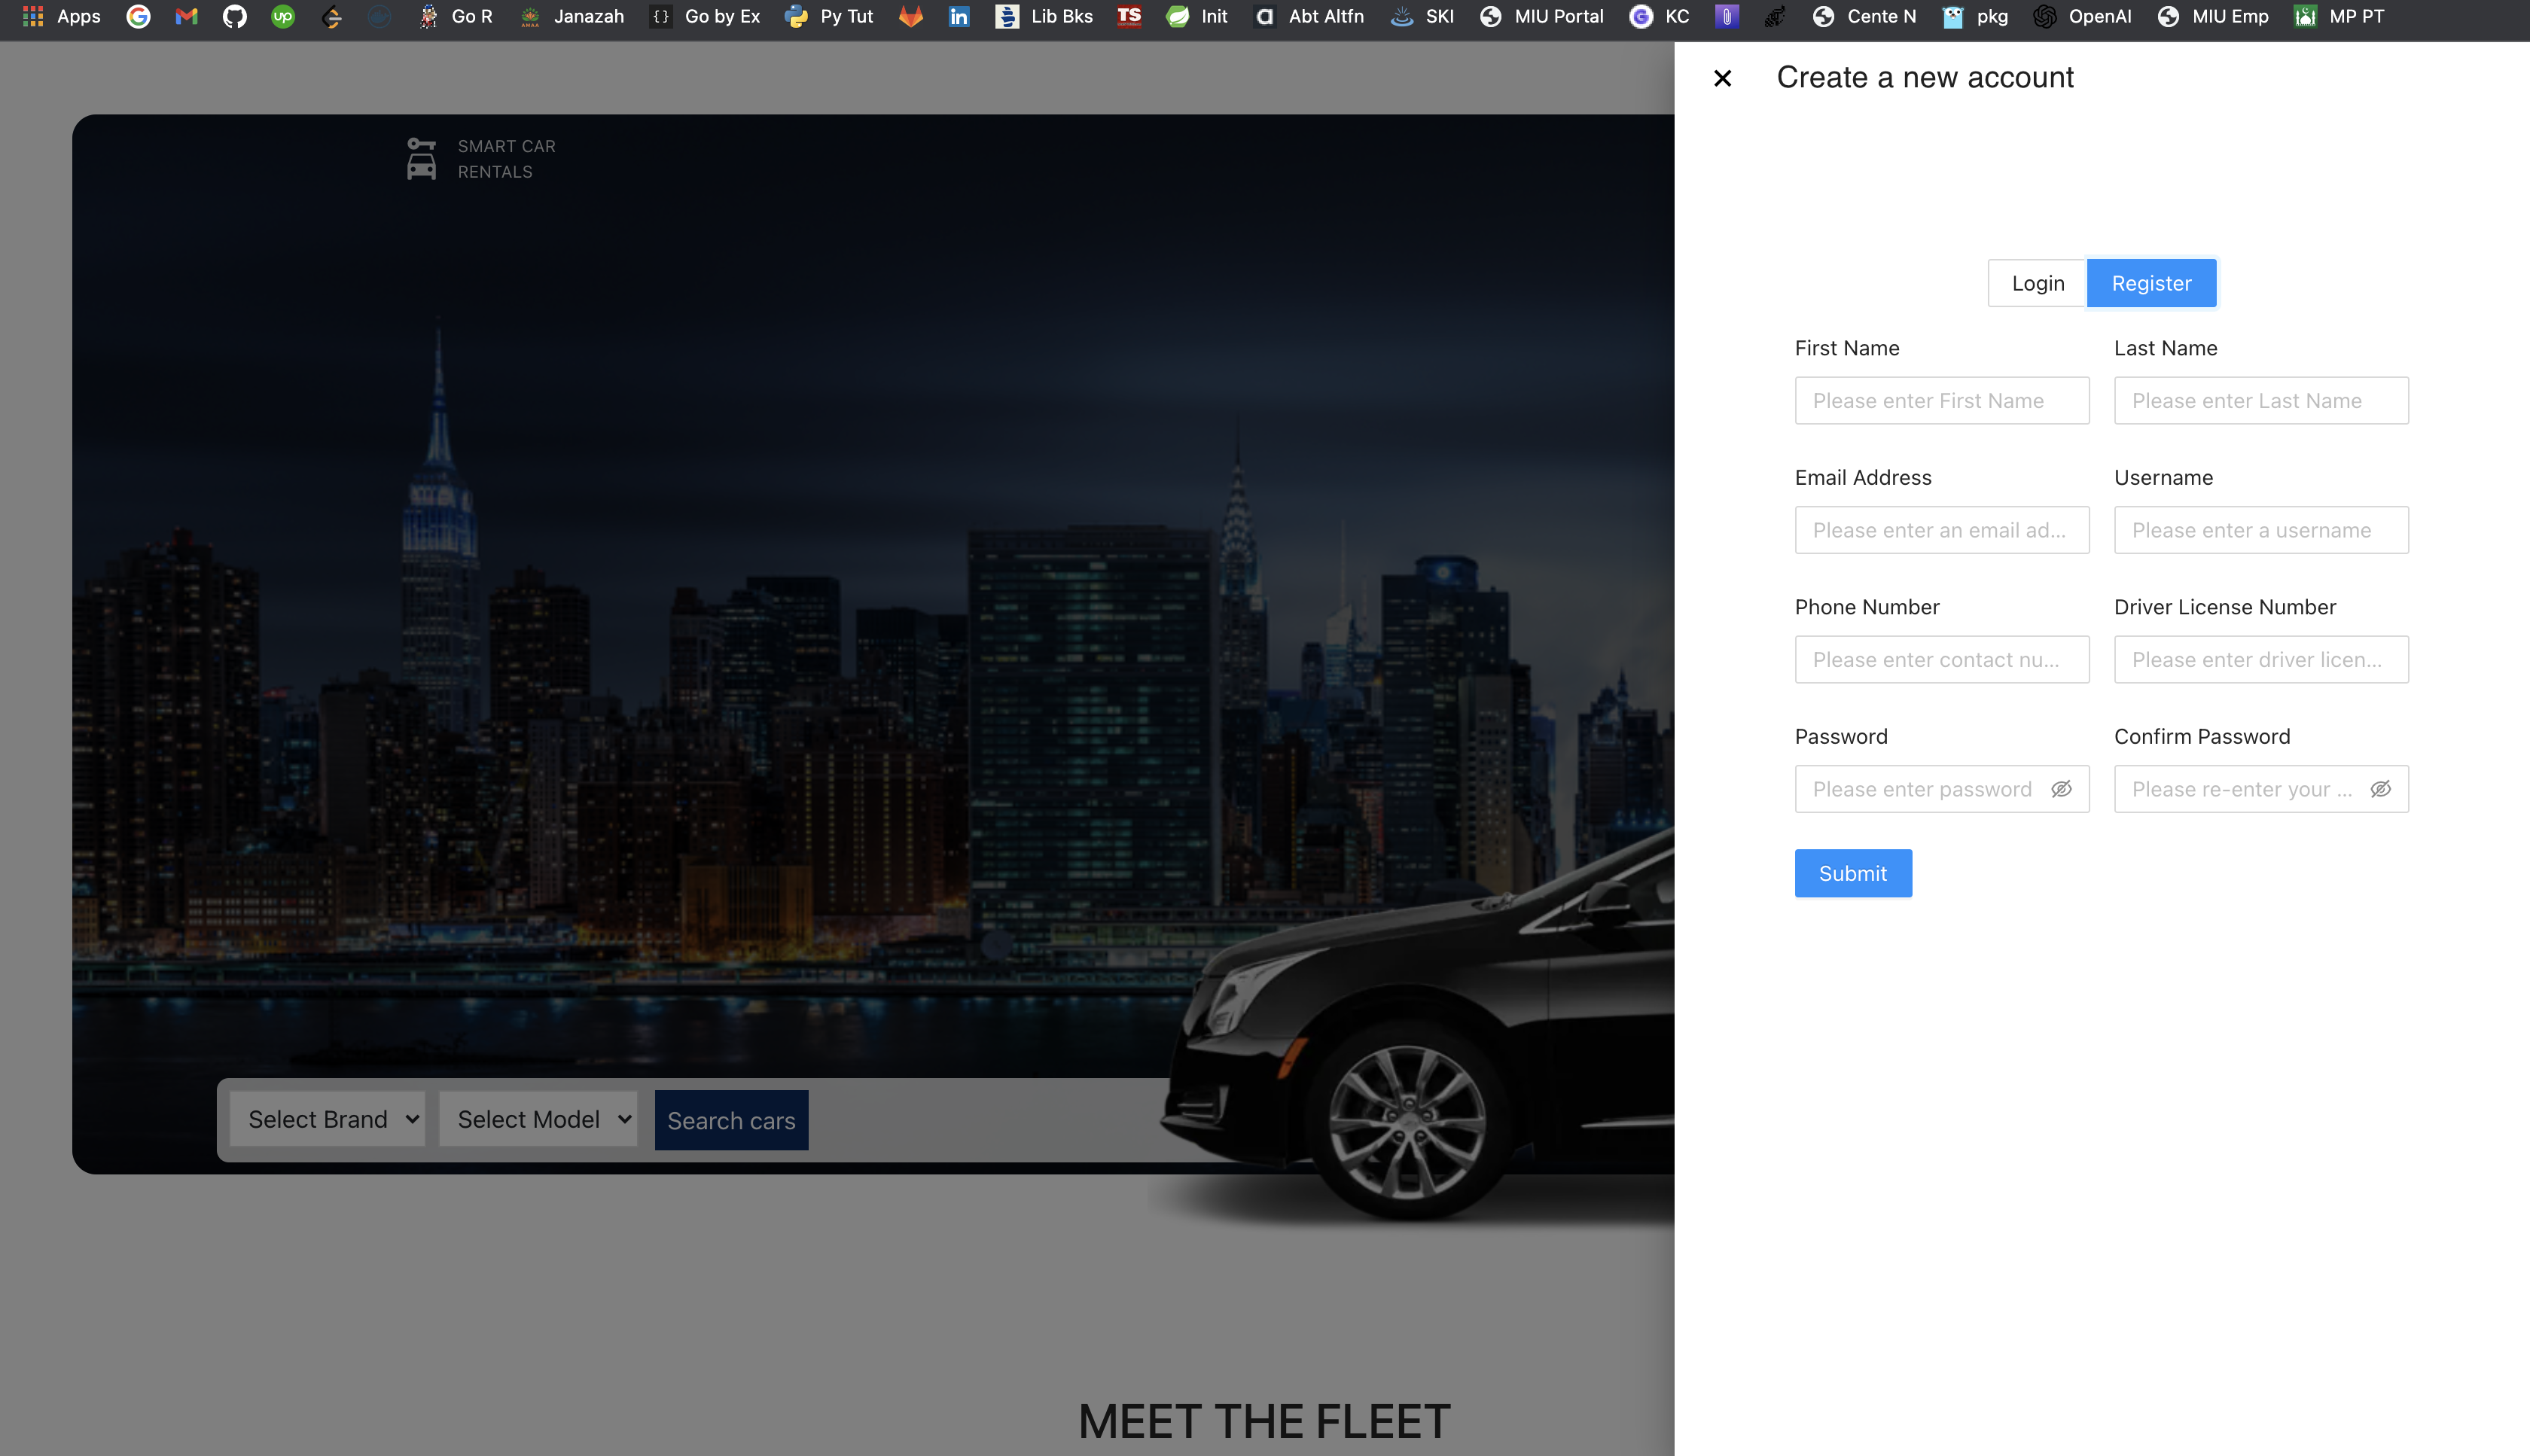 Apps Go R Janazah Go by Ex Py Tut Lib Bks TS Init Abt Altfn SKI MIU Portal KC Cente N pkg OpenAI MIU Emp MP PT
Create a new account
SMART CAR
RENTALS
Login Register
First Name Last Name
Please enter First Name Please enter Last Name
Email Address Username
Please enter an email ad... Please enter a username
Phone Number Driver License Number
Please enter contact nu... Please enter driver licen...
Password Confirm Password
Please enter password Please re-enter your ...
Submit
Select Brand Select Model Search cars
MEET THE FLEET